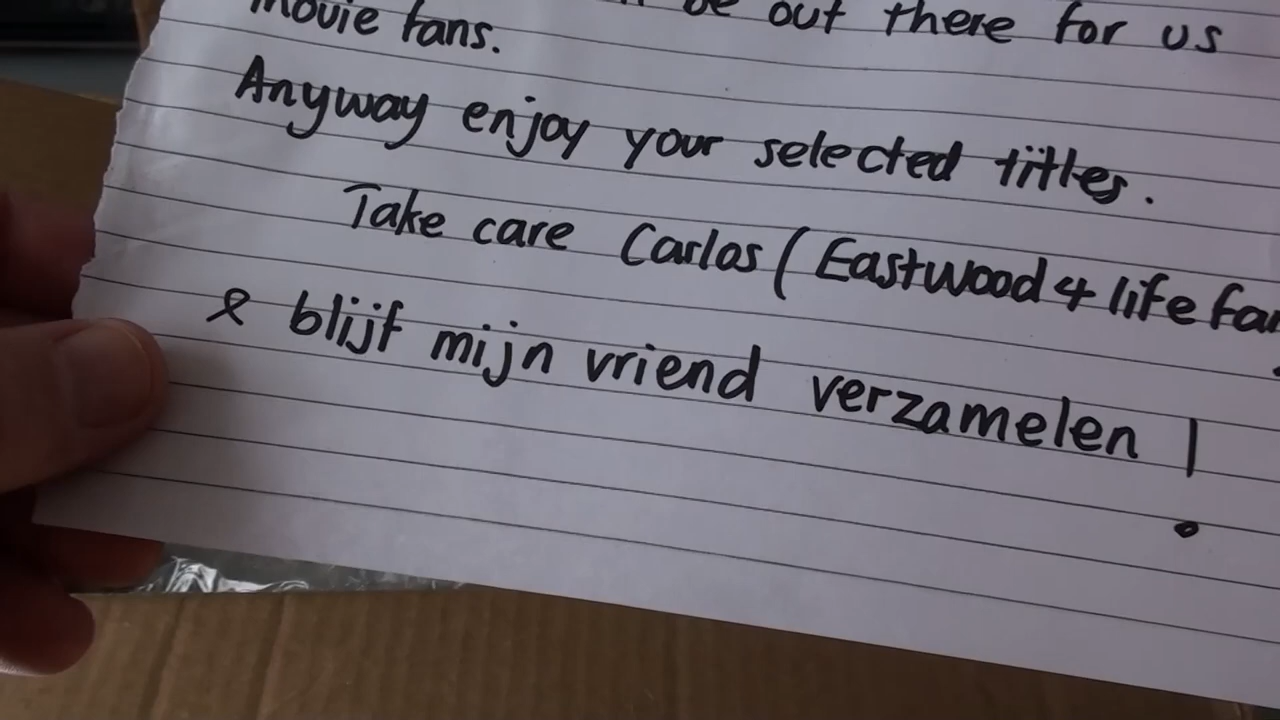 be out there for us
movie fans.
Anyway enjoy your selected titles.
Take care Carlos (Eastwood 4 life fan
& blijf mijn vriend verzamelen !